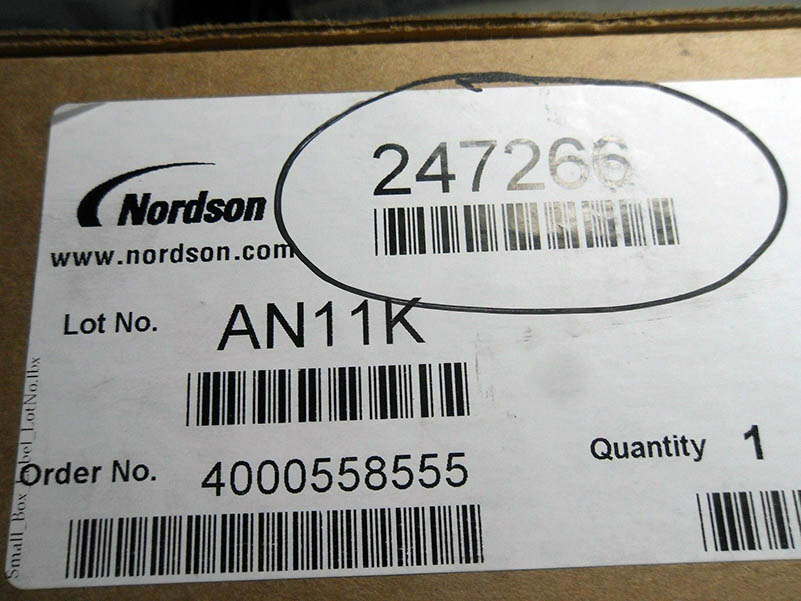 247266
Nordson
www.nordson.com
Lot No. AN11K
Order No. 4000558555
Quantity 1
Small_Box_Label_LotNo.lbx